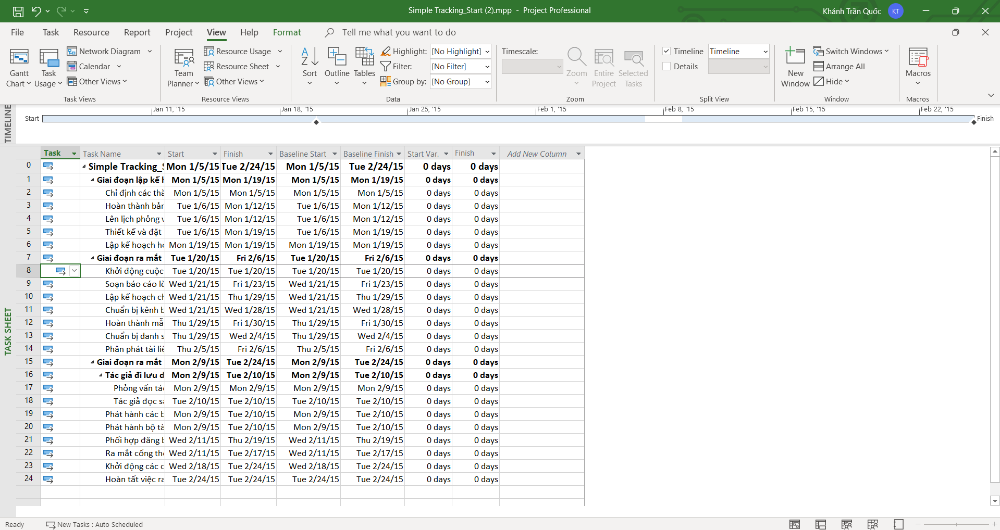 Simple Tracking_Start (2).mpp - Project Professional
Khánh Trần Quốc KT
File Task Resource Report Project View Help Format Tell me what you want to do
Gantt Chart
Task Usage
Network Diagram
Calendar
Other Views
Task Views
Team Planner
Resource Usage
Resource Sheet
Other Views
Resource Views
Sort
Outline
Tables
Highlight: [No Highlight]
Filter: [No Filter]
Group by: [No Group]
Data
Timescale:
Zoom
Entire Project
Selected Tasks
Zoom
Timeline Timeline
Details
Split View
New Window
Switch Windows
Arrange All
Hide
Window
Macros
Macros
TIMELINE
Jan 11, '15 Jan 18, '15 Jan 25, '15 Feb 1, '15 Feb 8, '15 Feb 15, '15 Feb 22, '15
Start Finish
TASK SHEET
Task Task Name Start Finish Baseline Start Baseline Finish Start Var. Finish Add New Column
0 Simple Tracking_ Mon 1/5/15 Tue 2/24/15 Mon 1/5/15 Tue 2/24/15 0 days 0 days
1 Giai đoạn lập kế Mon 1/5/15 Mon 1/19/15 Mon 1/5/15 Mon 1/19/15 0 days 0 days
2 Chỉ định các Mon 1/5/15 Mon 1/5/15 Mon 1/5/15 Mon 1/5/15 0 days 0 days
3 Hoàn thành bản Tue 1/6/15 Mon 1/12/15 Tue 1/6/15 Mon 1/12/15 0 days 0 days
4 Lên lịch phỏng Tue 1/6/15 Mon 1/12/15 Tue 1/6/15 Mon 1/12/15 0 days 0 days
5 Thiết kế và đặt Tue 1/6/15 Mon 1/19/15 Tue 1/6/15 Mon 1/19/15 0 days 0 days
6 Lập kế hoạch Mon 1/19/15 Mon 1/19/15 Mon 1/19/15 Mon 1/19/15 0 days 0 days
7 Giai đoạn ra mắt Tue 1/20/15 Fri 2/6/15 Tue 1/20/15 Fri 2/6/15 0 days 0 days
8 Khởi động cuộc Tue 1/20/15 Tue 1/20/15 Tue 1/20/15 Tue 1/20/15 0 days 0 days
9 Soạn báo cáo Wed 1/21/15 Fri 1/23/15 Wed 1/21/15 Fri 1/23/15 0 days 0 days
10 Lập kế hoạch Wed 1/21/15 Thu 1/29/15 Wed 1/21/15 Thu 1/29/15 0 days 0 days
11 Chuẩn bị kênh Wed 1/21/15 Wed 1/28/15 Wed 1/21/15 Wed 1/28/15 0 days 0 days
12 Hoàn thành mẫ Thu 1/29/15 Fri 1/30/15 Thu 1/29/15 Fri 1/30/15 0 days 0 days
13 Chuẩn bị danh Thu 1/29/15 Wed 2/4/15 Thu 1/29/15 Wed 2/4/15 0 days 0 days
14 Phân phát tài Thu 2/5/15 Fri 2/6/15 Thu 2/5/15 Fri 2/6/15 0 days 0 days
15 Giai đoạn ra mắt Mon 2/9/15 Tue 2/24/15 Mon 2/9/15 Tue 2/24/15 0 days 0 days
16 Tác giả đi lưu Mon 2/9/15 Tue 2/10/15 Mon 2/9/15 Tue 2/10/15 0 days 0 days
17 Phỏng vấn Mon 2/9/15 Mon 2/9/15 Mon 2/9/15 Mon 2/9/15 0 days 0 days
18 Tác giả đọc Tue 2/10/15 Tue 2/10/15 Tue 2/10/15 Tue 2/10/15 0 days 0 days
19 Phát hành các Mon 2/9/15 Tue 2/10/15 Mon 2/9/15 Tue 2/10/15 0 days 0 days
20 Phát hành bộ Mon 2/9/15 Tue 2/10/15 Mon 2/9/15 Tue 2/10/15 0 days 0 days
21 Phối hợp đăng Wed 2/11/15 Thu 2/19/15 Wed 2/11/15 Thu 2/19/15 0 days 0 days
22 Ra mắt cổng Wed 2/11/15 Tue 2/17/15 Wed 2/11/15 Tue 2/17/15 0 days 0 days
23 Khởi động các Wed 2/18/15 Tue 2/24/15 Wed 2/18/15 Tue 2/24/15 0 days 0 days
24 Hoàn tất việc Tue 2/24/15 Tue 2/24/15 Tue 2/24/15 Tue 2/24/15 0 days 0 days
Ready New Tasks : Auto Scheduled